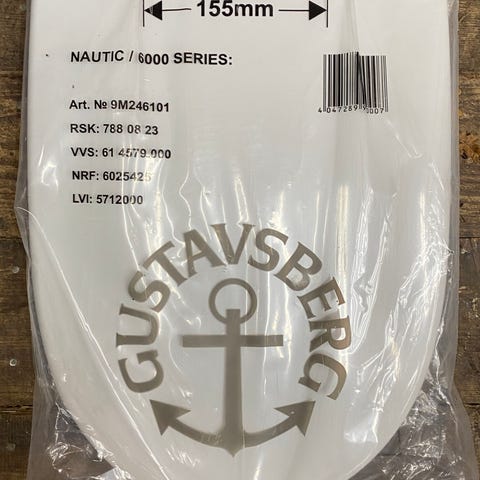 155mm
NAUTIC / 6000 SERIES:
Art. № 9M246101
RSK: 788 08 23
VVS: 61 4579 000
NRF: 6025425
LVI: 5712000
GUSTAVSBERG